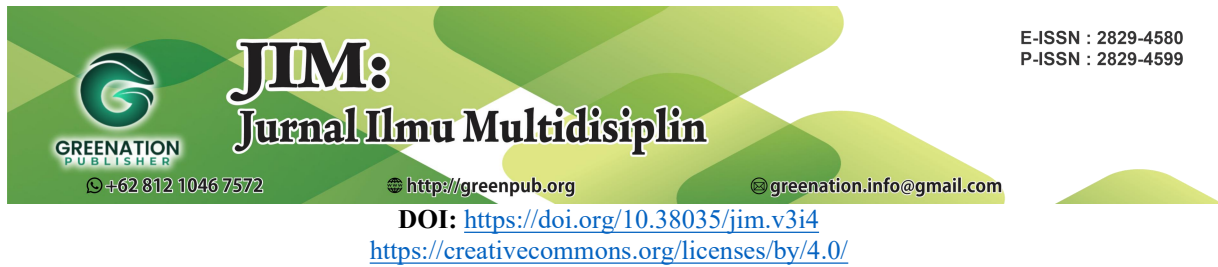 E-ISSN : 2829-4580
P-ISSN : 2829-4599
JIM:
Jurnal Ilmu Multidisiplin
G
GREENATION
PUBLISHER
+62 812 1046 7572
http://greenpub.org
greenation.info@gmail.com
DOI: https://doi.org/10.38035/jim.v3i4
https://creativecommons.org/licenses/by/4.0/